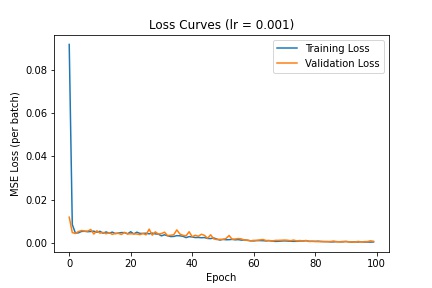 Loss Curves (lr = 0.001)
Training Loss
Validation Loss
MSE Loss (per batch)
0.08
0.06
0.04
0.02
0.00
0
20
40
60
80
100
Epoch